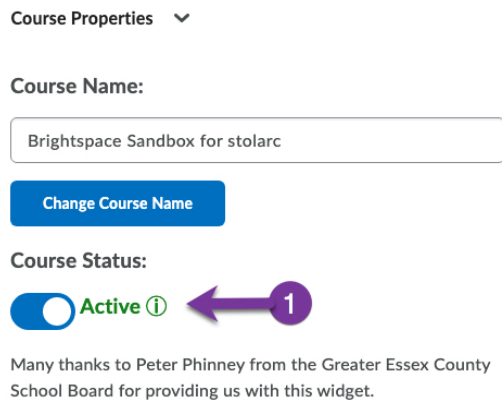 Course Properties
Course Name:
Brightspace Sandbox for stolarc
Change Course Name
Course Status:
Active ⓘ 1
Many thanks to Peter Phinney from the Greater Essex County
School Board for providing us with this widget.